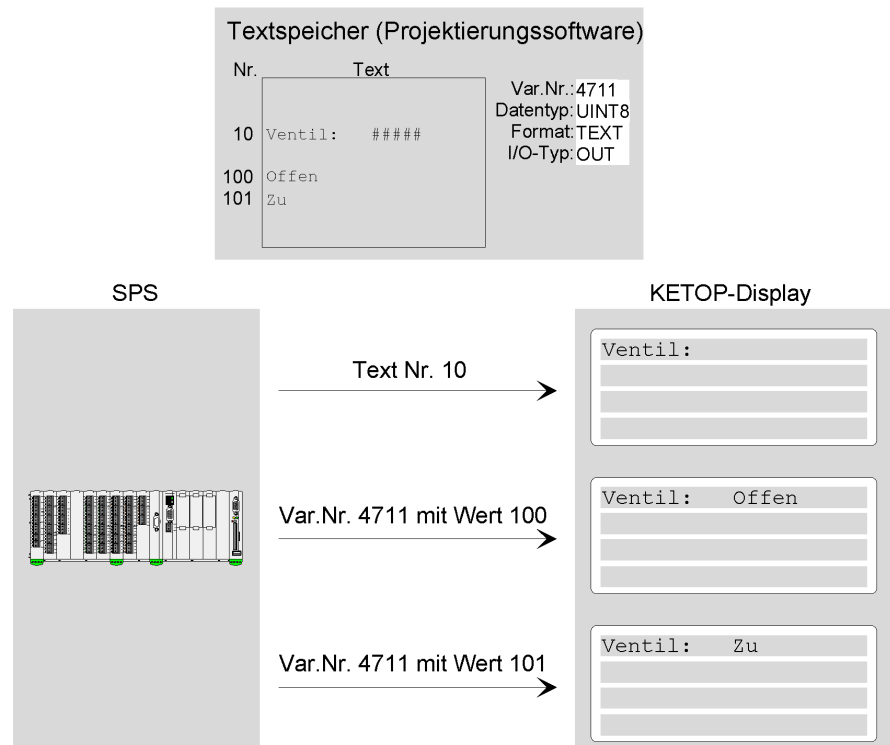 Textspeicher (Projektierungssoftware)
Nr. Text
Var.Nr.: 4711
Datentyp: UINT8
Format: TEXT
I/O-Typ: OUT
10 Ventil: #####
100 Offen
101 Zu
SPS
KETOP-Display
Text Nr. 10
Ventil:
Var.Nr. 4711 mit Wert 100
Ventil: Offen
Var.Nr. 4711 mit Wert 101
Ventil: Zu